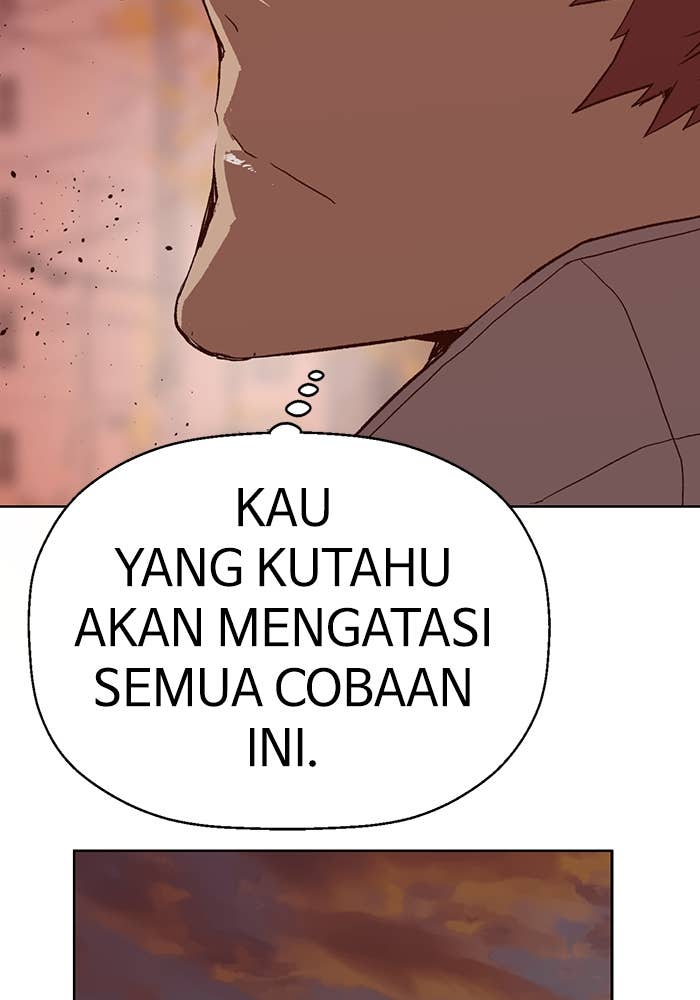 KAU
YANG KUTAHU
AKAN MENGATASI
SEMUA COBAAN
INI.